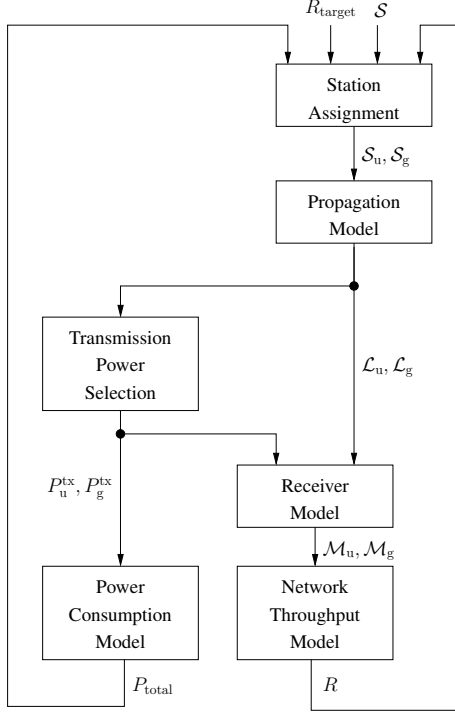 R_target
𝒮
Station
Assignment
𝒮_u, 𝒮_g
Propagation
Model
Transmission
Power
Selection
ℒ_u, ℒ_g
P_u^tx, P_g^tx
Receiver
Model
ℳ_u, ℳ_g
Power
Consumption
Model
Network
Throughput
Model
P_total
R